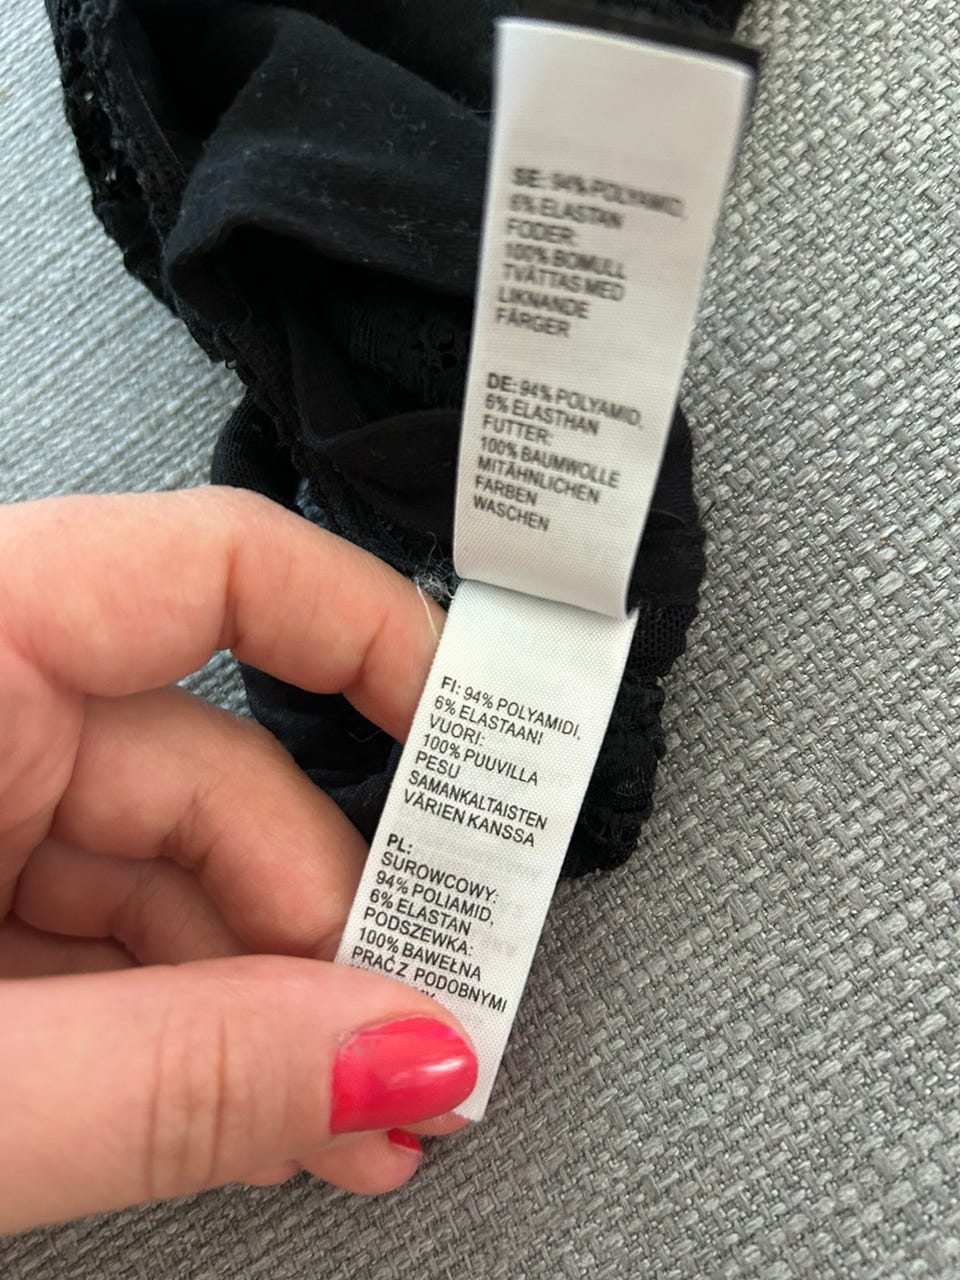 SE: 94% POLYAMID,
6% ELASTAN
FODER:
100% BOMULL
TVÄTTAS MED
LIKNANDE
FÄRGER
DE: 94% POLYAMID,
6% ELASTHAN
FUTTER:
100% BAUMWOLLE
MITÄHNLICHEN
FARBEN
WASCHEN
FI: 94% POLYAMIDI,
6% ELASTAANI
VUORI:
100% PUUVILLA
PESU
SAMANKALTAISTEN
VÄRIEN KANSSA
PL:
SUROWCOWY:
94% POLIAMID,
6% ELASTAN
PODSZEWKA:
100% BAWEŁNA
PRAĆ Z PODOBNYMI